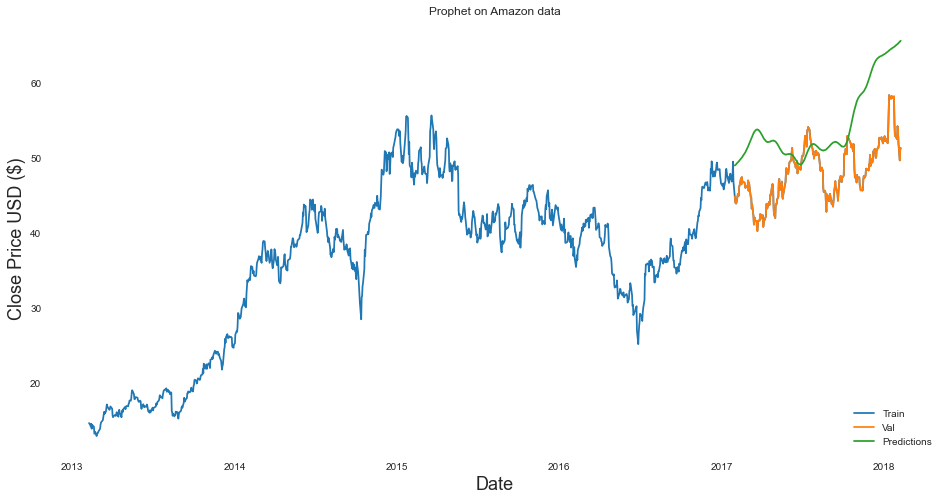 Prophet on Amazon data
Close Price USD ($)
60
50
40
30
20
2013
2014
2015
2016
2017
2018
Date
Train
Val
Predictions